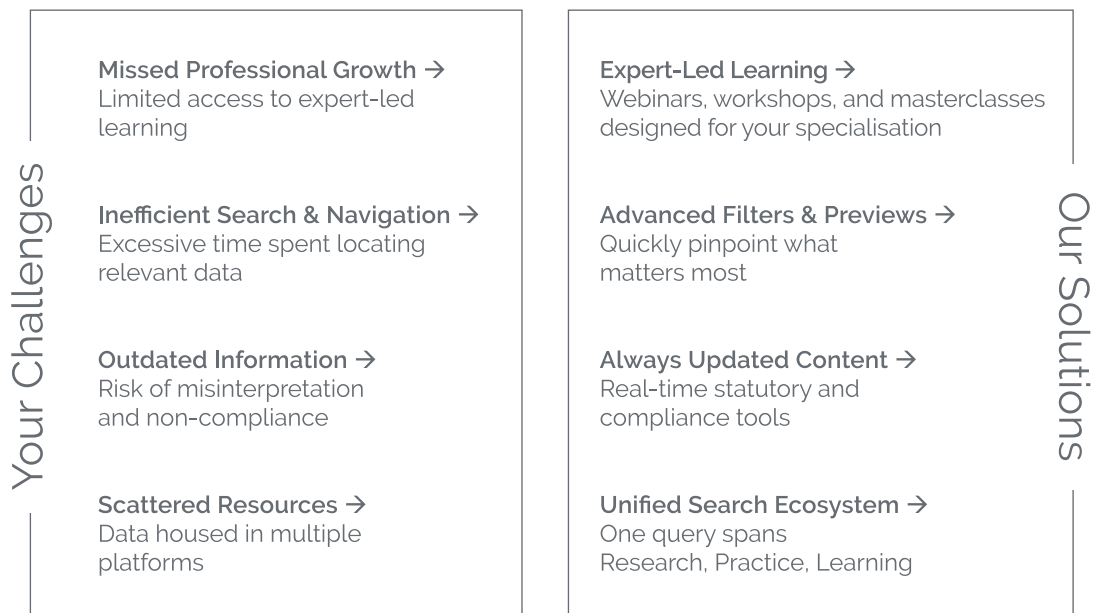 Your Challenges
Missed Professional Growth →
Limited access to expert-led
learning
Inefficient Search & Navigation →
Excessive time spent locating
relevant data
Outdated Information →
Risk of misinterpretation
and non-compliance
Scattered Resources →
Data housed in multiple
platforms
Our Solutions
Expert-Led Learning →
Webinars, workshops, and masterclasses
designed for your specialisation
Advanced Filters & Previews →
Quickly pinpoint what
matters most
Always Updated Content →
Real-time statutory and
compliance tools
Unified Search Ecosystem →
One query spans
Research, Practice, Learning